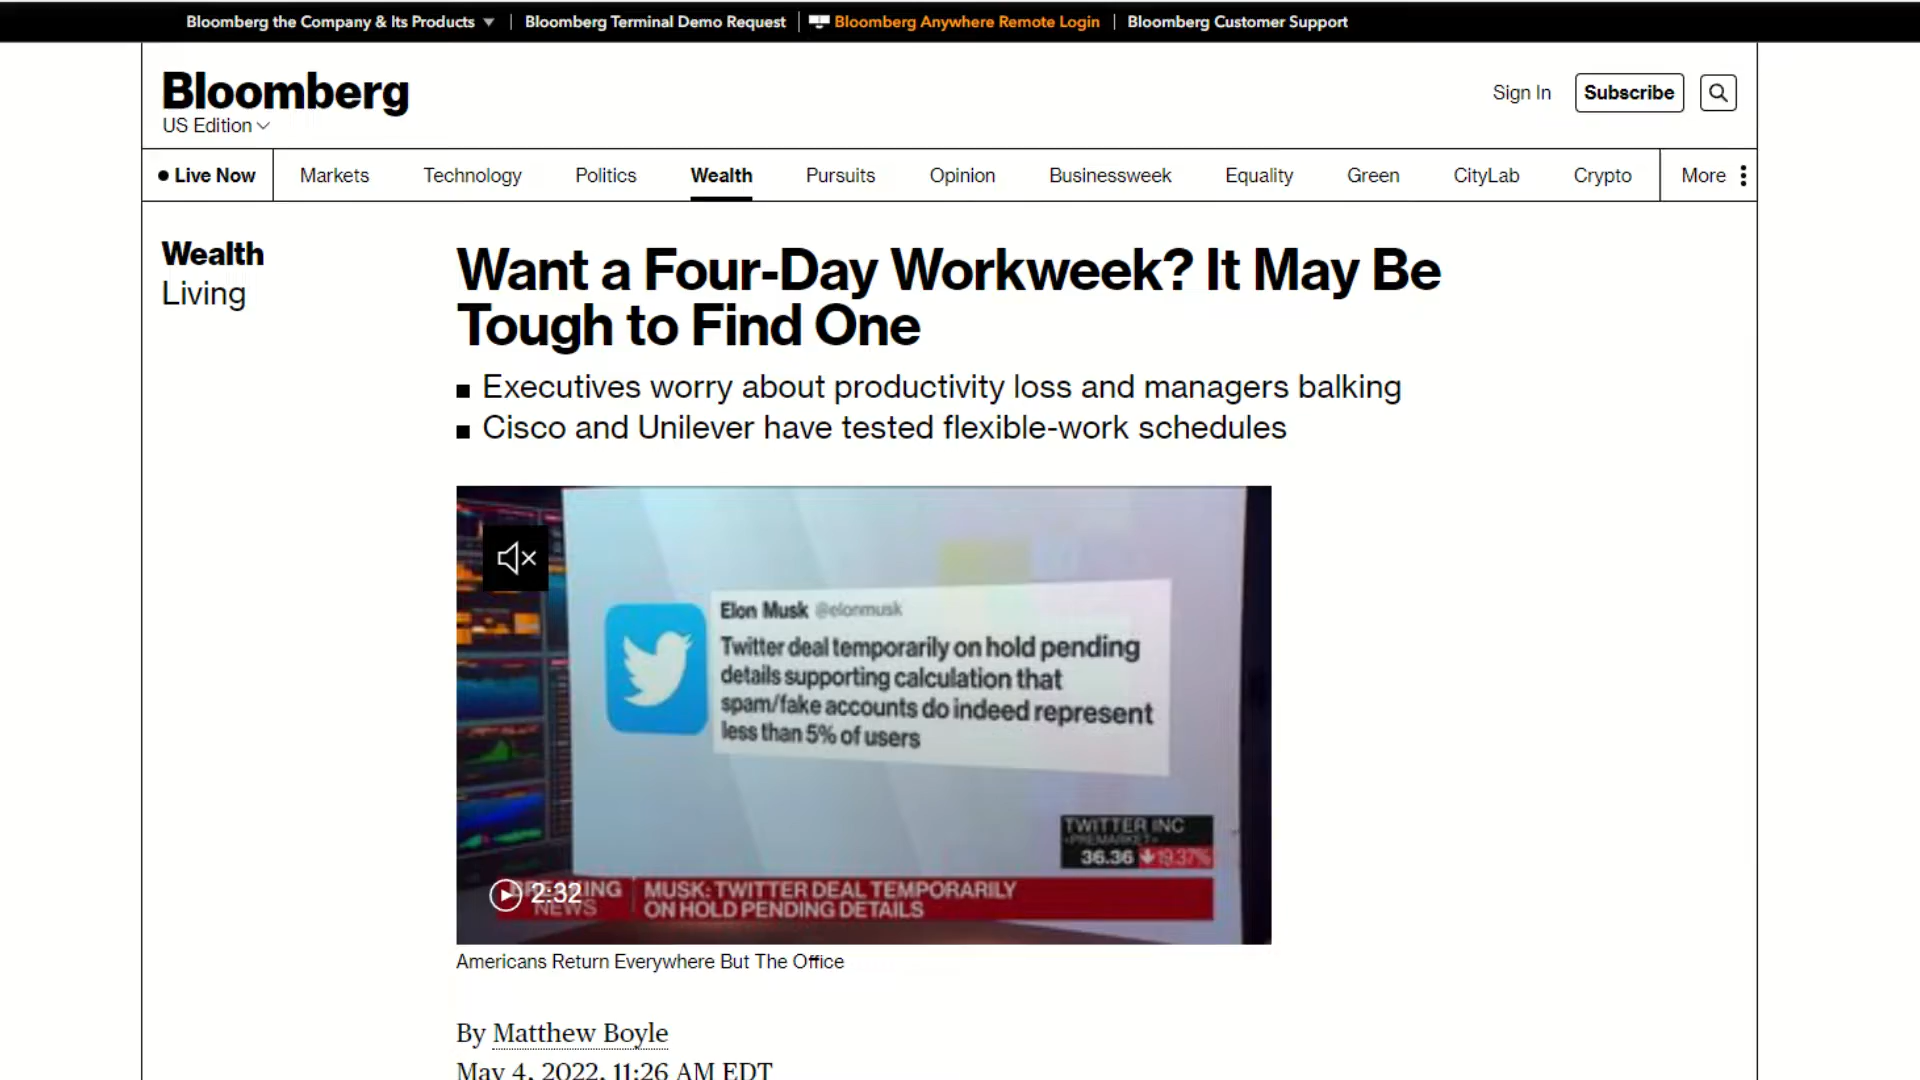 Bloomberg the Company & Its Products
Bloomberg Terminal Demo Request
Bloomberg Anywhere Remote Login
Bloomberg Customer Support
Bloomberg
US Edition
Sign In
Subscribe
Live Now
Markets
Technology
Politics
Wealth
Pursuits
Opinion
Businessweek
Equality
Green
CityLab
Crypto
More
Wealth
Living
Want a Four-Day Workweek? It May Be
Tough to Find One
Executives worry about productivity loss and managers balking
Cisco and Unilever have tested flexible-work schedules
Elon Musk @elonmusk
Twitter deal temporarily on hold pending
details supporting calculation that
spam/fake accounts do indeed represent
less than 5% of users
TWITTER INC
PREMARKET
36.36 19.37%
2:32
BREAKING
NEWS
MUSK: TWITTER DEAL TEMPORARILY
ON HOLD PENDING DETAILS
Americans Return Everywhere But The Office
By Matthew Boyle
May 4, 2022, 11:26 AM EDT